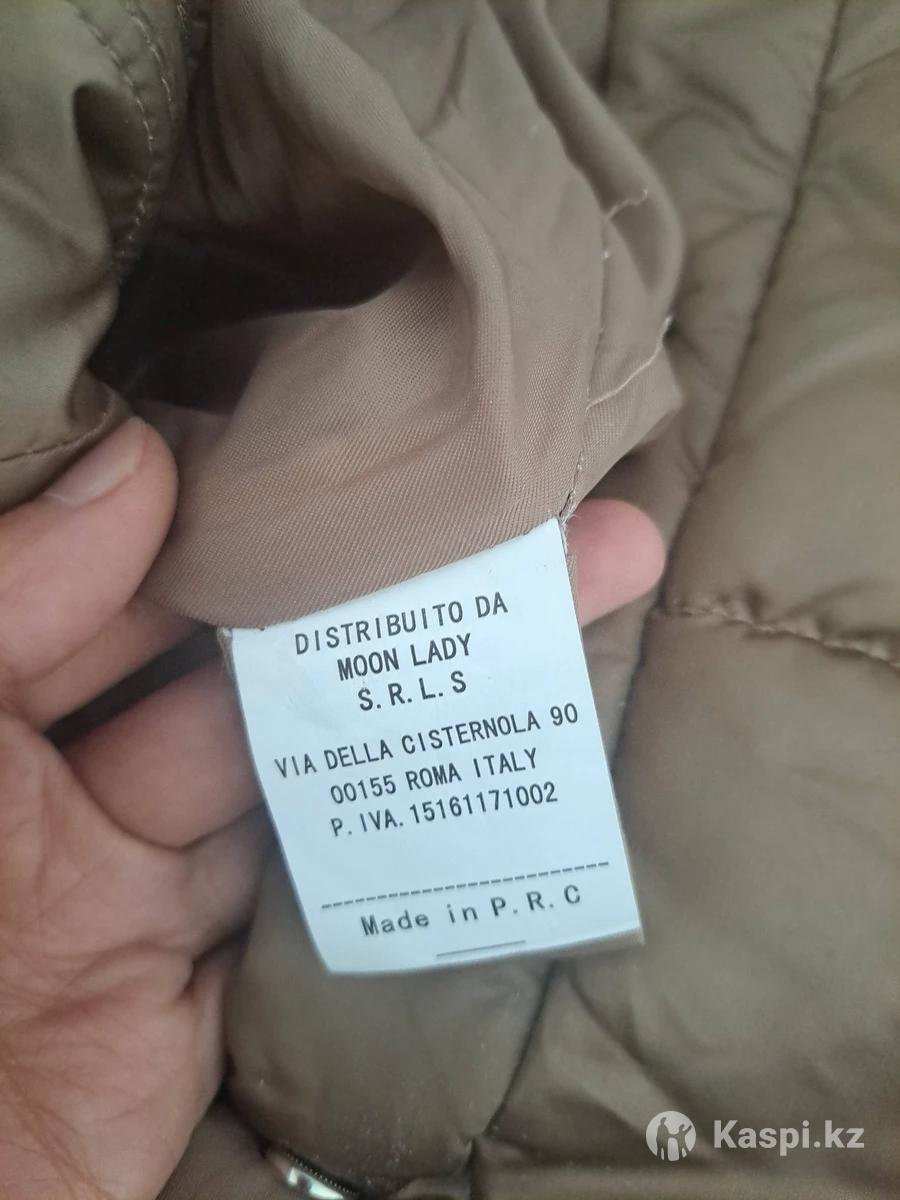 DISTRIBUITO DA
MOON LADY
S.R.L.S
VIA DELLA CISTERNOLA 90
00155 ROMA ITALY
P.IVA.15161171002
Made in P.R.C
Kaspi.kz